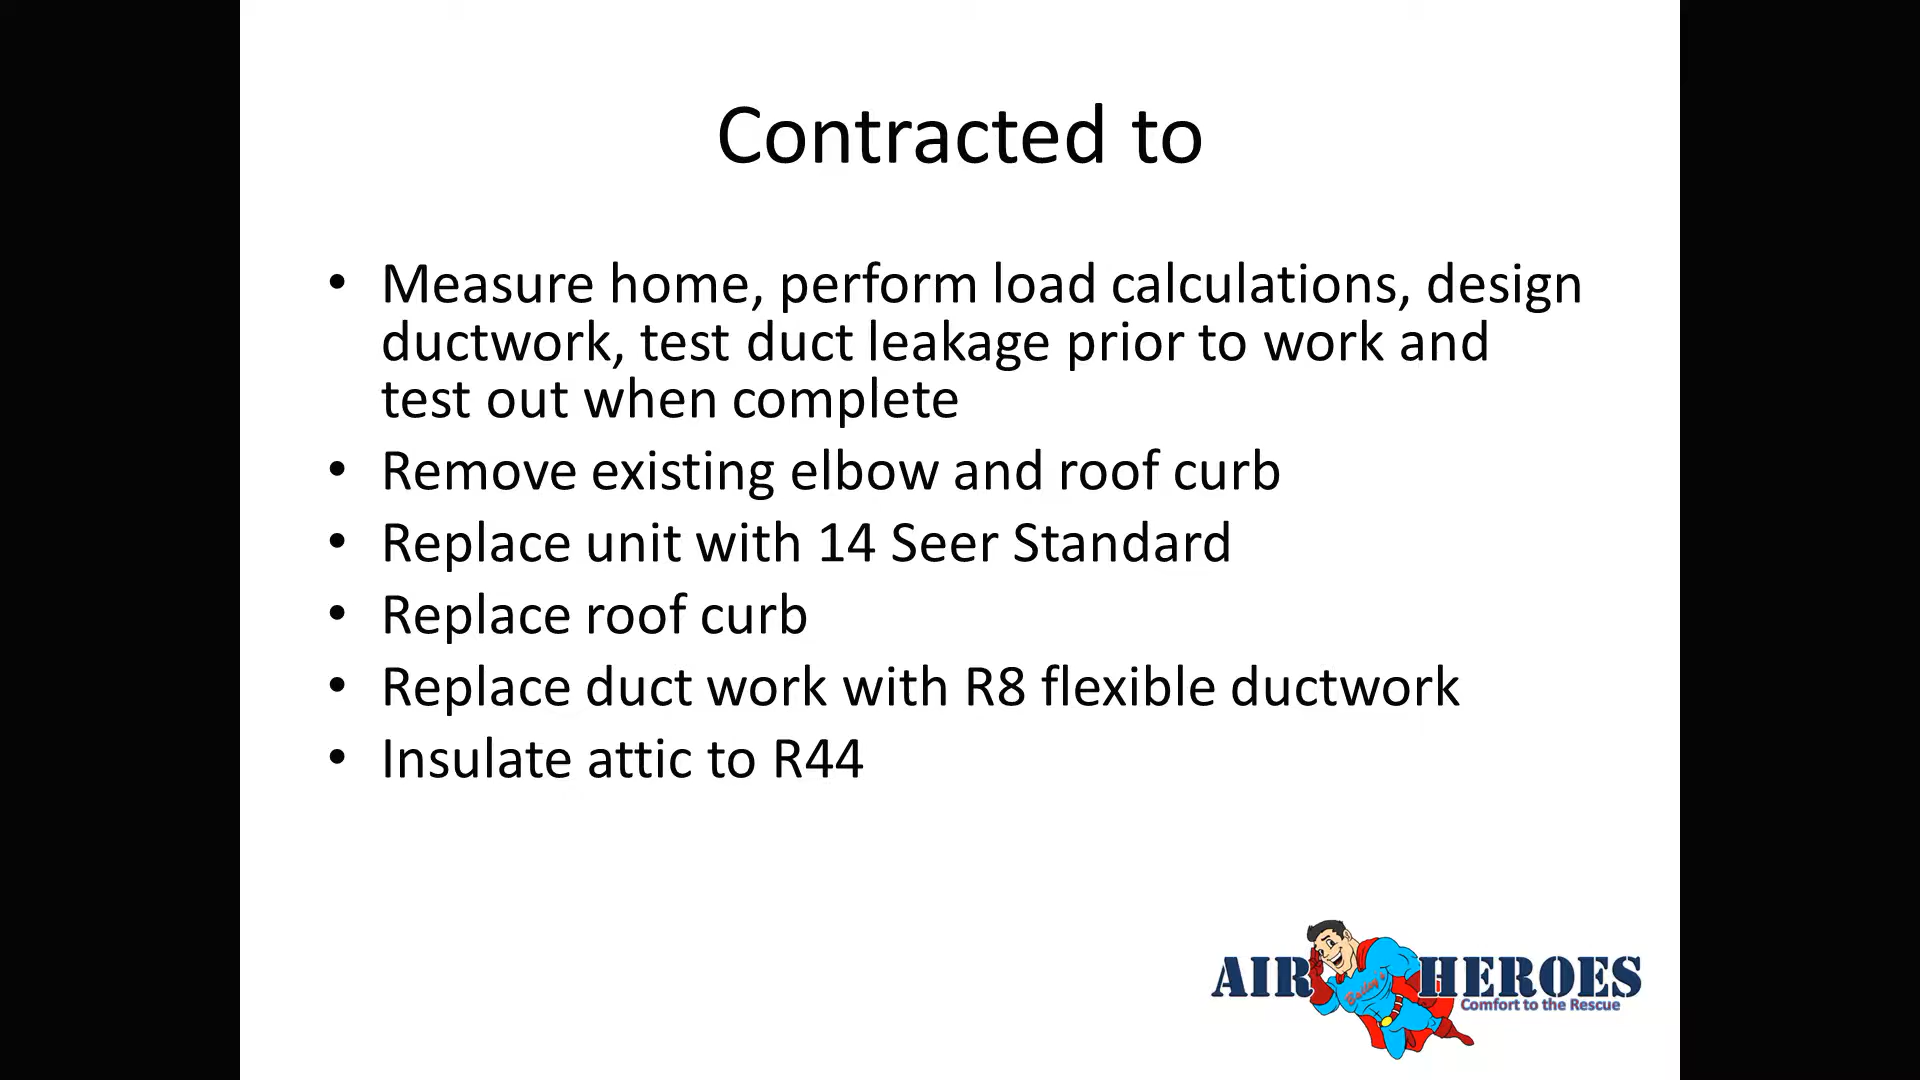 Contracted to
• Measure home, perform load calculations, design
ductwork, test duct leakage prior to work and
test out when complete
• Remove existing elbow and roof curb
• Replace unit with 14 Seer Standard
• Replace roof curb
• Replace duct work with R8 flexible ductwork
• Insulate attic to R44
AIR HEROES
Comfort to the Rescue